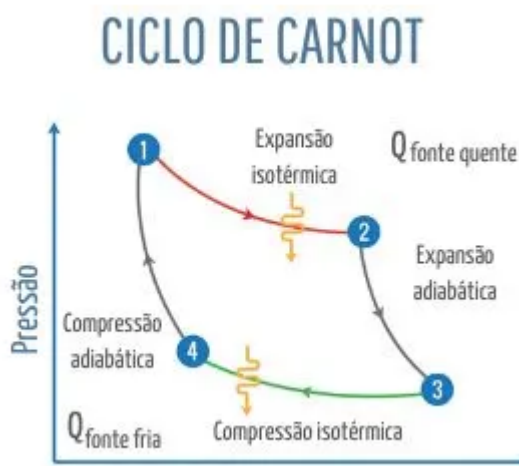 CICLO DE CARNOT
1
Expansão
isotérmica
Q fonte quente
2
Expansão
adiabática
Pressão
Compressão
adiabática
4
3
Q fonte fria
Compressão isotérmica